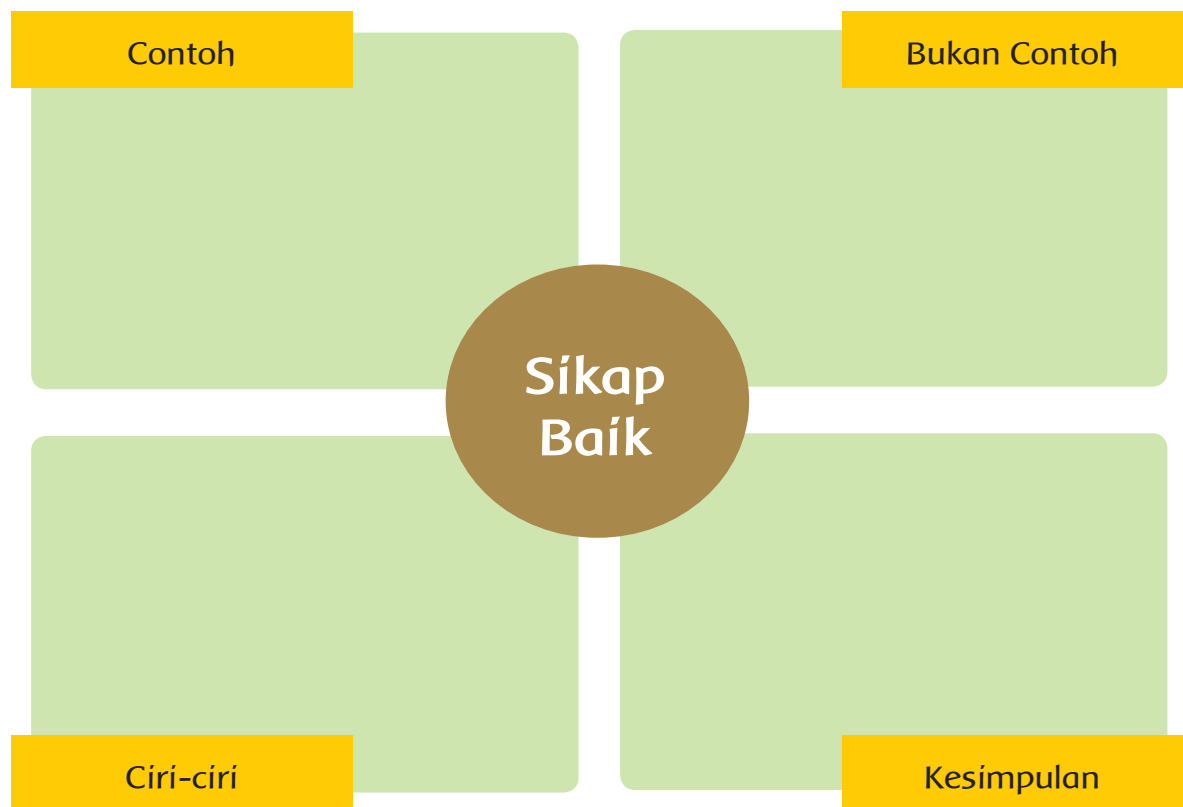 Contoh
Bukan Contoh
Sikap
Baik
Ciri-ciri
Kesimpulan